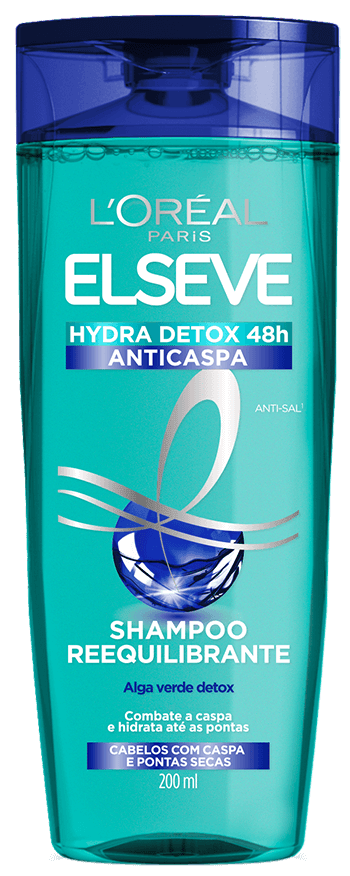 L'ORÉAL
PARIS
ELSEVE
HYDRA DETOX 48h
ANTICASPA
ANTI-SAL¹
SHAMPOO
REEQUILIBRANTE
Alga verde detox
Combate a caspa
e hidrata até as pontas
CABELOS COM CASPA
E PONTAS SECAS
200 ml